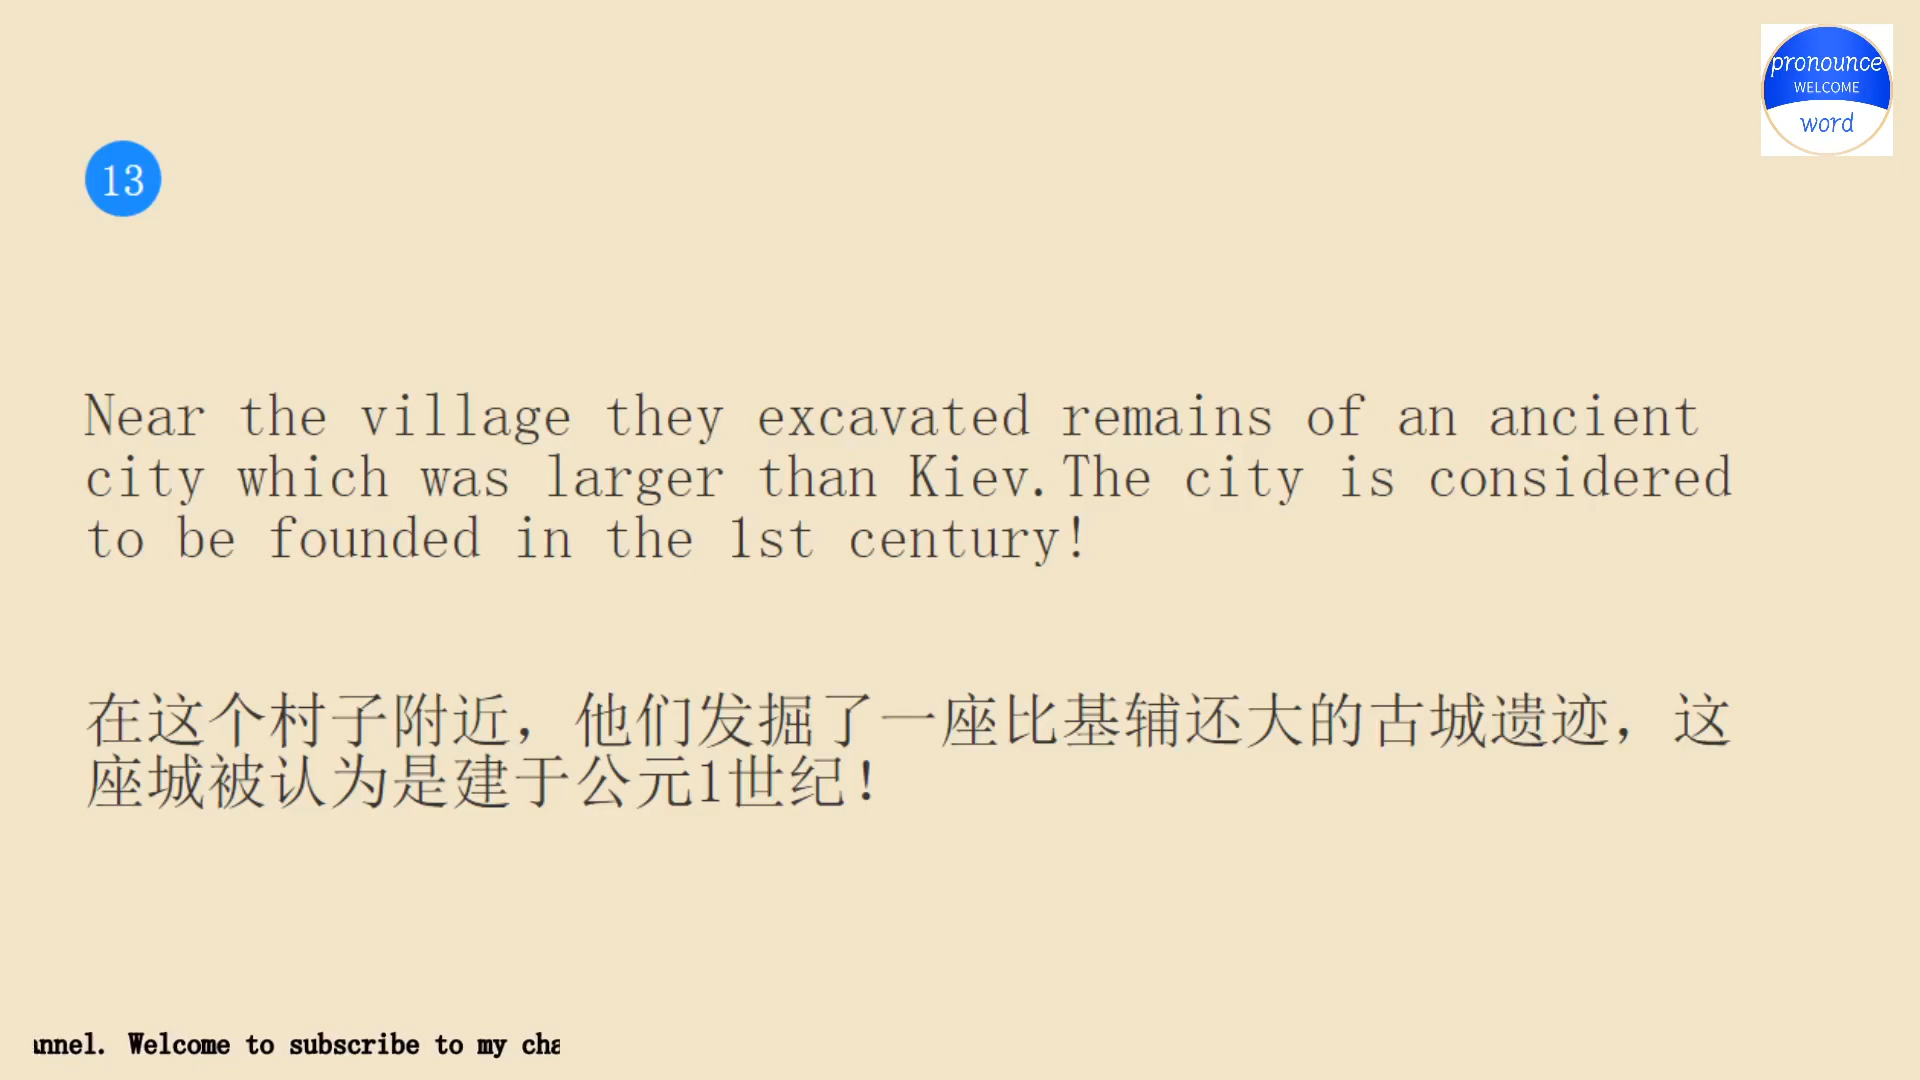 pronounce
WELCOME
word
13
Near the village they excavated remains of an ancient
city which was larger than Kiev.The city is considered
to be founded in the 1st century!
在这个村子附近，他们发掘了一座比基辅还大的古城遗迹，这
座城被认为是建于公元1世纪！
annel. Welcome to subscribe to my cha